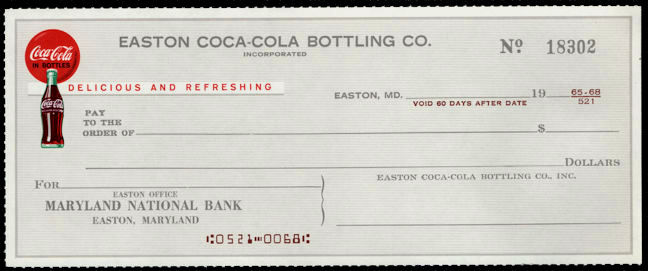 EASTON COCA-COLA BOTTLING CO.
INCORPORATED
No 18302
Coca-Cola
IN BOTTLES
DELICIOUS AND REFRESHING
EASTON, MD. 19 65-68
521
VOID 60 DAYS AFTER DATE
PAY
TO THE
ORDER OF $
DOLLARS
FOR
EASTON COCA-COLA BOTTLING CO., INC.
EASTON OFFICE
MARYLAND NATIONAL BANK
EASTON, MARYLAND
⑆0521⑉0068⑆
Coca-Cola